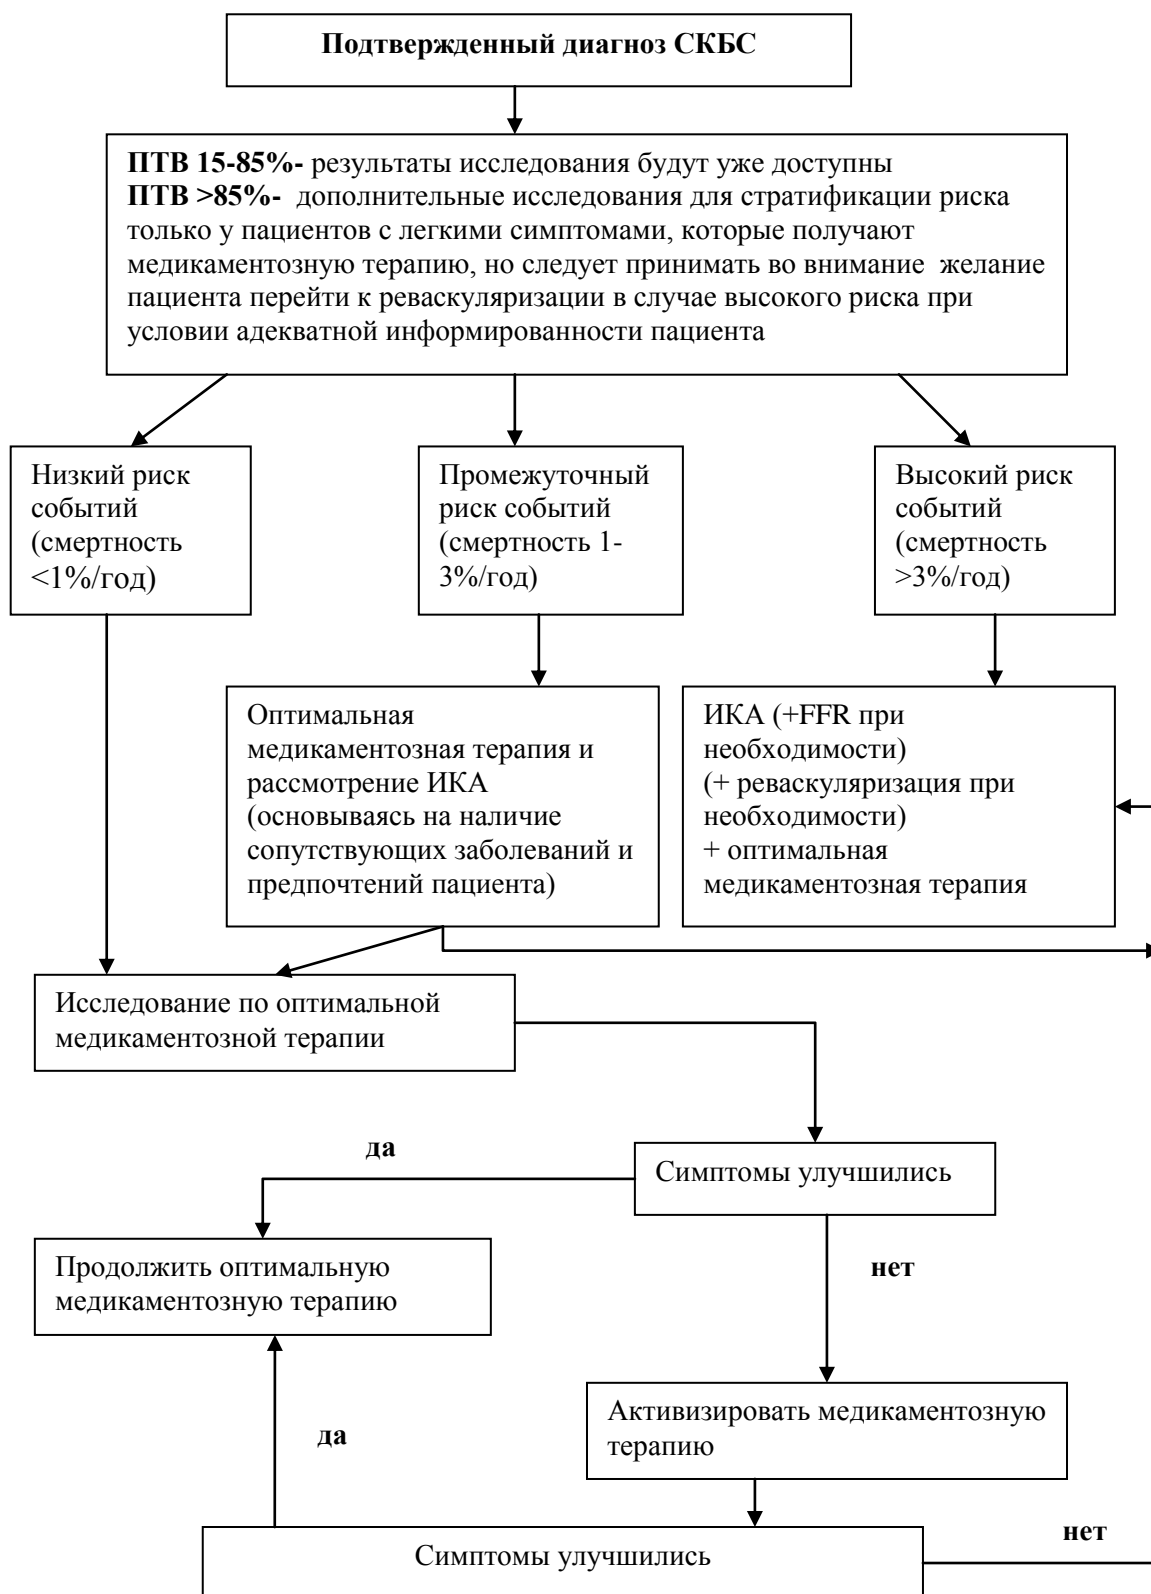 Подтвержденный диагноз СКБС
ПТВ 15-85%- результаты исследования будут уже доступны
ПТВ >85%- дополнительные исследования для стратификации риска
только у пациентов с легкими симптомами, которые получают
медикаментозную терапию, но следует принимать во внимание желание
пациента перейти к реваскуляризации в случае высокого риска при
условии адекватной информированности пациента
Низкий риск
событий
(смертность
<1%/год)
Промежуточный
риск событий
(смертность 1-
3%/год)
Высокий риск
событий
(смертность
>3%/год)
Оптимальная
медикаментозная терапия и
рассмотрение ИКА
(основываясь на наличие
сопутствующих заболеваний и
предпочтений пациента)
ИКА (+FFR при
необходимости)
(+ реваскуляризация при
необходимости)
+ оптимальная
медикаментозная терапия
Исследование по оптимальной
медикаментозной терапии
да
Симптомы улучшились
Продолжить оптимальную
медикаментозную терапию
нет
Активизировать медикаментозную
терапию
да
нет
Симптомы улучшились